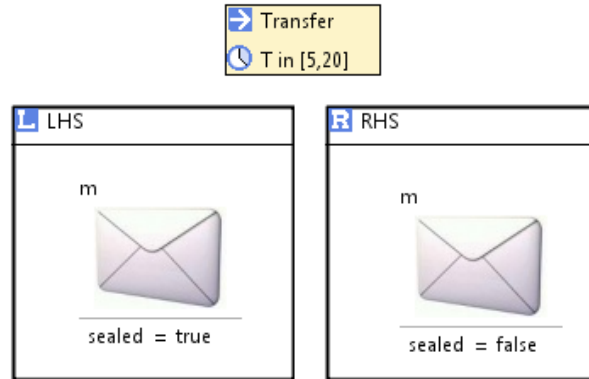 Transfer
T in [5,20]
L LHS
m
sealed = true
R RHS
m
sealed = false